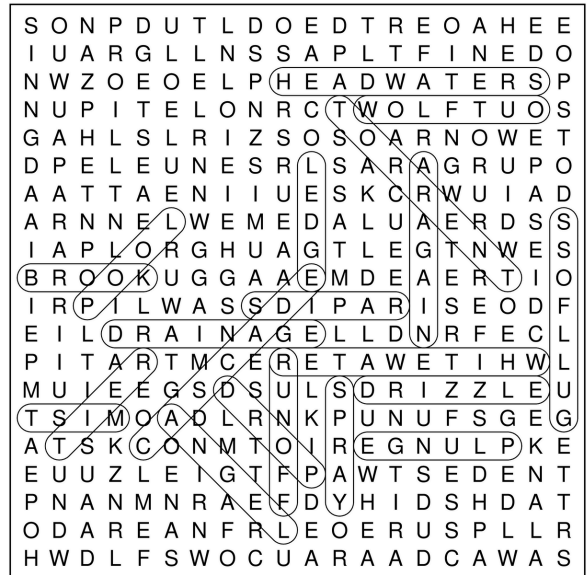 S O N P D U T L D O E D T R E O A H E E
I U A R G L L N S S A P L T F I N E D O
N W Z O E O E L P H E A D W A T E R S P
N U P I T E L O N R C T W O L F T U O S
G A H L S L R I Z S O S O A R N O W E T
D P E L E U N E S R L S A R A G R U P O
A A T T A E N I I U E S K C R W U I A D
A R N N E L W E M E D A L U A E R D S S
I A P L O R G H U A G T L E G T N W E S
B R O O K U G G A A E M D E A E R T I O
I R P I L W A S S D I P A R I S E O D F
E I L D R A I N A G E L L D N R F E C L
P I T A R T M C E R E T A W E T I H W L
M U I E E G S D S U L S D R I Z Z L E U
T S I M O A D L R N K P U N U F S G E G
A T S K C O N M T O I R E G N U L P K E
E U U Z L E I G T F P A W T S E D E N T
P N A N M N R A E F D Y H I D S H D A T
O D A R E A N F R L E O E R U S P L L R
H W D L F S W O C U A R A A D C A W A S